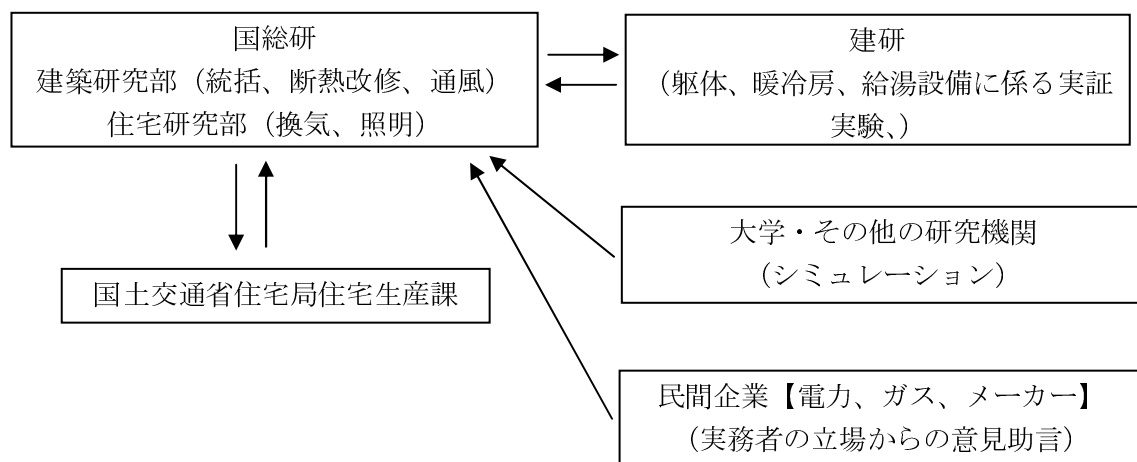 国総研
建築研究部（統括、断熱改修、通風）
住宅研究部（換気、照明）
建研
（躯体、暖冷房、給湯設備に係る実証
実験、）
大学・その他の研究機関
（シミュレーション）
国土交通省住宅局住宅生産課
民間企業【電力、ガス、メーカー】
（実務者の立場からの意見助言）